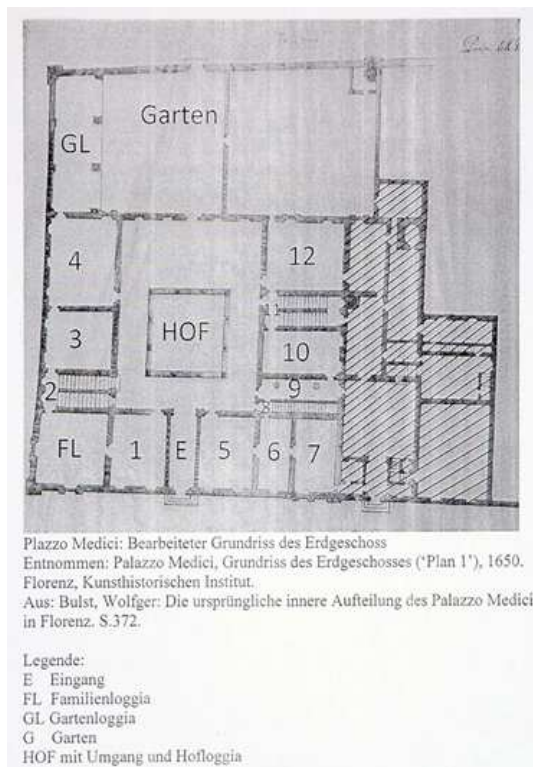 Garten
GL
4
12
3
HOF
11
10
2
9
8
FL
1
E
5
6
7
Plazzo Medici: Bearbeiteter Grundriss des Erdgeschoss
Entnommen: Palazzo Medici, Grundriss des Erdgeschosses (‘Plan 1’), 1650.
Florenz, Kunsthistorischen Institut.
Aus: Bulst, Wolfger: Die ursprüngliche innere Aufteilung des Palazzo Medici
in Florenz. S.372.
Legende:
E Eingang
FL Familienloggia
GL Gartenloggia
G Garten
HOF mit Umgang und Hofloggia